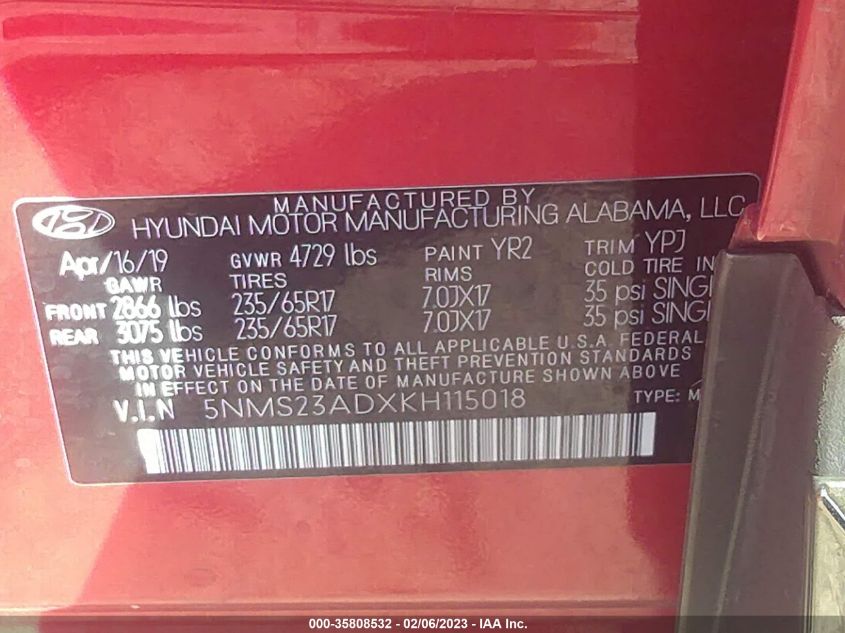 MANUFACTURED BY
HYUNDAI MOTOR MANUFACTURING ALABAMA, LLC
Apr/16/19 GVWR 4729 lbs PAINT YR2 TRIM YPJ
GAWR TIRES RIMS COLD TIRE IN
FRONT 2866 lbs 235/65R17 7.0JX17 35 psi SINGL
REAR 3075 lbs 235/65R17 7.0JX17 35 psi SINGL
THIS VEHICLE CONFORMS TO ALL APPLICABLE U.S.A. FEDERAL
MOTOR VEHICLE SAFETY AND THEFT PREVENTION STANDARDS
IN EFFECT ON THE DATE OF MANUFACTURE SHOWN ABOVE
V.I.N 5NMS23ADXKH115018 TYPE: M
000-35808532 - 02/06/2023 - IAA Inc.